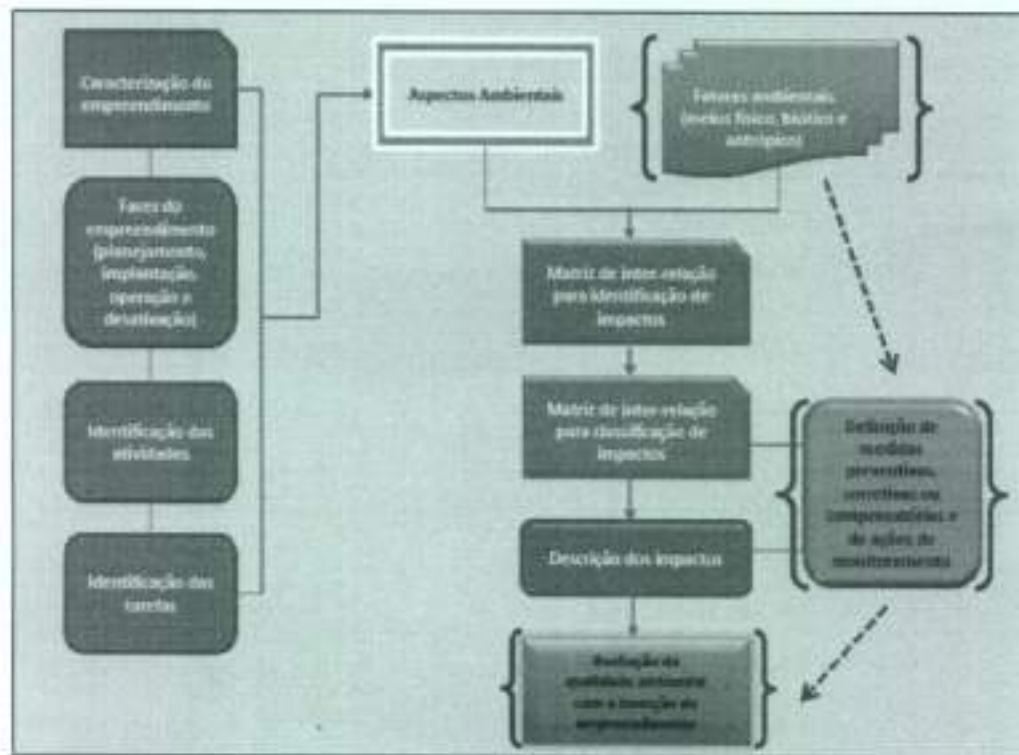 Caracterização do
empreendimento
Fases do
empreendimento
(planejamento,
implantação,
operação e
desativação)
Identificação das
atividades
Identificação das
tarefas
Aspectos Ambientais
Fatores ambientais
(meios físico, biótico e
antrópico)
Matriz de inter-relação
para identificação de
impactos
Matriz de inter-relação
para classificação de
impactos
Descrição dos impactos
Definição de
medidas
preventivas,
corretivas ou
compensatórias e
de ações de
monitoramento
qualidade ambiental
com a inserção do
empreendimento